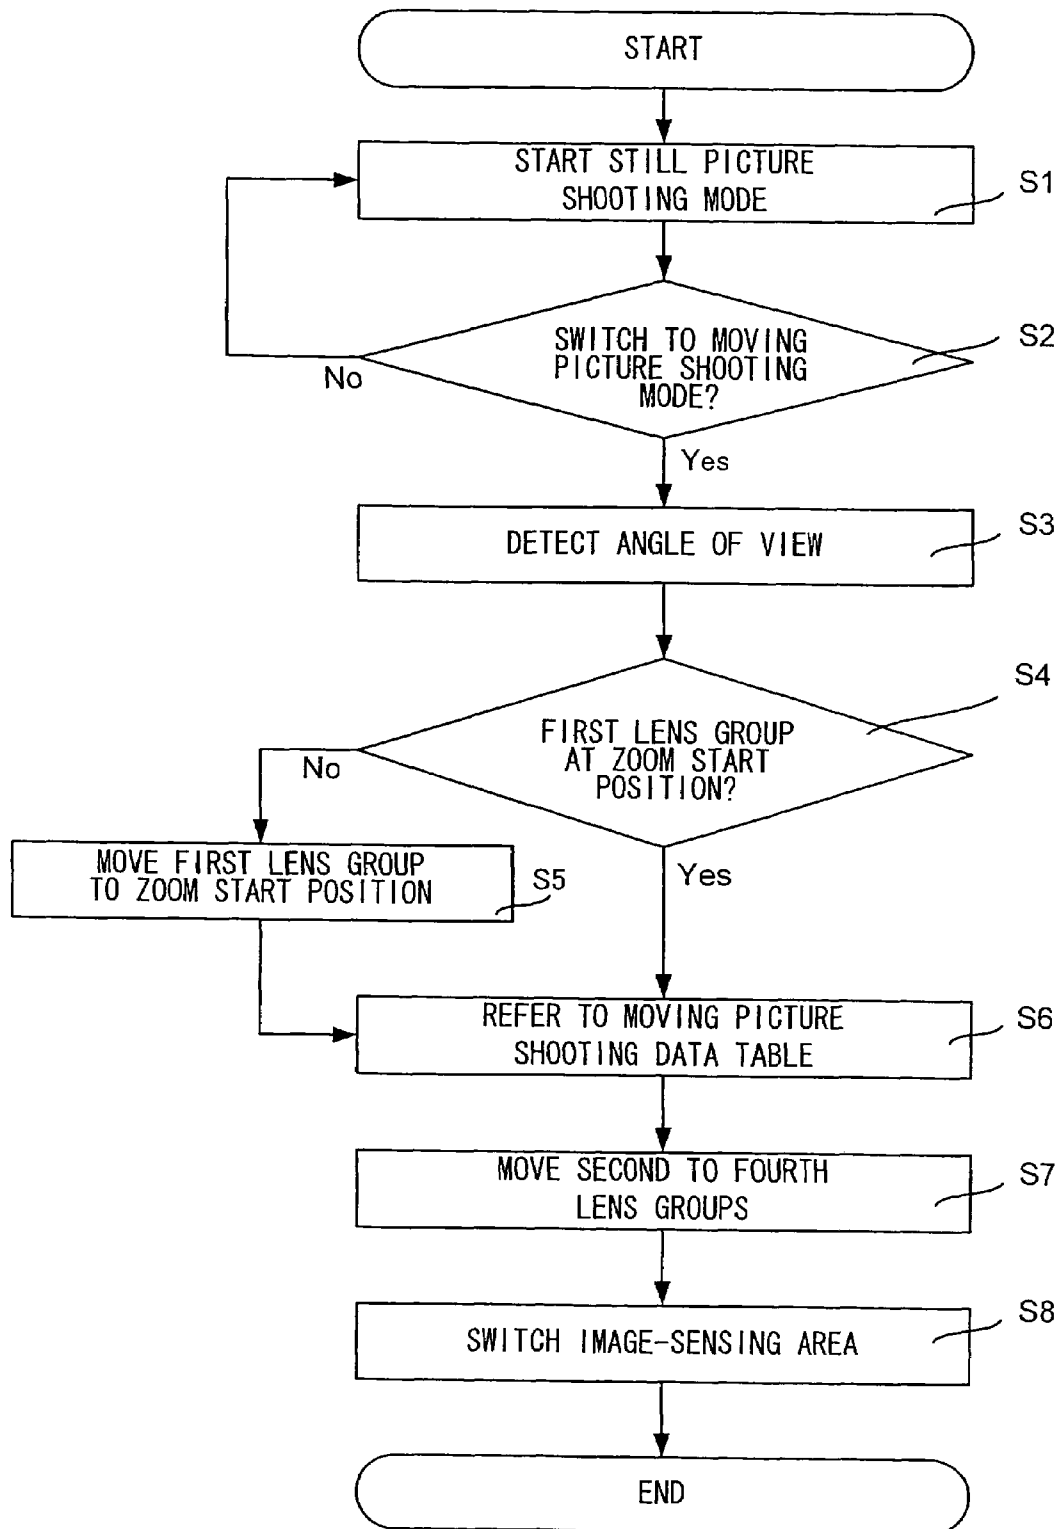 START
START STILL PICTURE
SHOOTING MODE
S1
SWITCH TO MOVING
PICTURE SHOOTING
MODE?
S2
No
Yes
DETECT ANGLE OF VIEW
S3
FIRST LENS GROUP
AT ZOOM START
POSITION?
S4
No
Yes
MOVE FIRST LENS GROUP
TO ZOOM START POSITION
S5
REFER TO MOVING PICTURE
SHOOTING DATA TABLE
S6
MOVE SECOND TO FOURTH
LENS GROUPS
S7
SWITCH IMAGE-SENSING AREA
S8
END